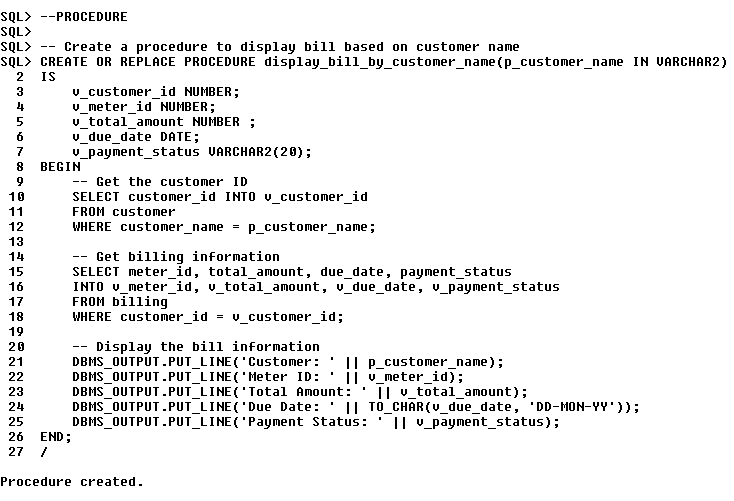 SQL> --PROCEDURE
SQL>
SQL> -- Create a procedure to display bill based on customer name
SQL> CREATE OR REPLACE PROCEDURE display_bill_by_customer_name(p_customer_name IN VARCHAR2)
  2  IS
  3      v_customer_id NUMBER;
  4      v_meter_id NUMBER;
  5      v_total_amount NUMBER ;
  6      v_due_date DATE;
  7      v_payment_status VARCHAR2(20);
  8  BEGIN
  9      -- Get the customer ID
 10      SELECT customer_id INTO v_customer_id
 11      FROM customer
 12      WHERE customer_name = p_customer_name;
 13
 14      -- Get billing information
 15      SELECT meter_id, total_amount, due_date, payment_status
 16      INTO v_meter_id, v_total_amount, v_due_date, v_payment_status
 17      FROM billing
 18      WHERE customer_id = v_customer_id;
 19
 20      -- Display the bill information
 21      DBMS_OUTPUT.PUT_LINE('Customer: ' || p_customer_name);
 22      DBMS_OUTPUT.PUT_LINE('Meter ID: ' || v_meter_id);
 23      DBMS_OUTPUT.PUT_LINE('Total Amount: ' || v_total_amount);
 24      DBMS_OUTPUT.PUT_LINE('Due Date: ' || TO_CHAR(v_due_date, 'DD-MON-YY'));
 25      DBMS_OUTPUT.PUT_LINE('Payment Status: ' || v_payment_status);
 26  END;
 27  /
Procedure created.